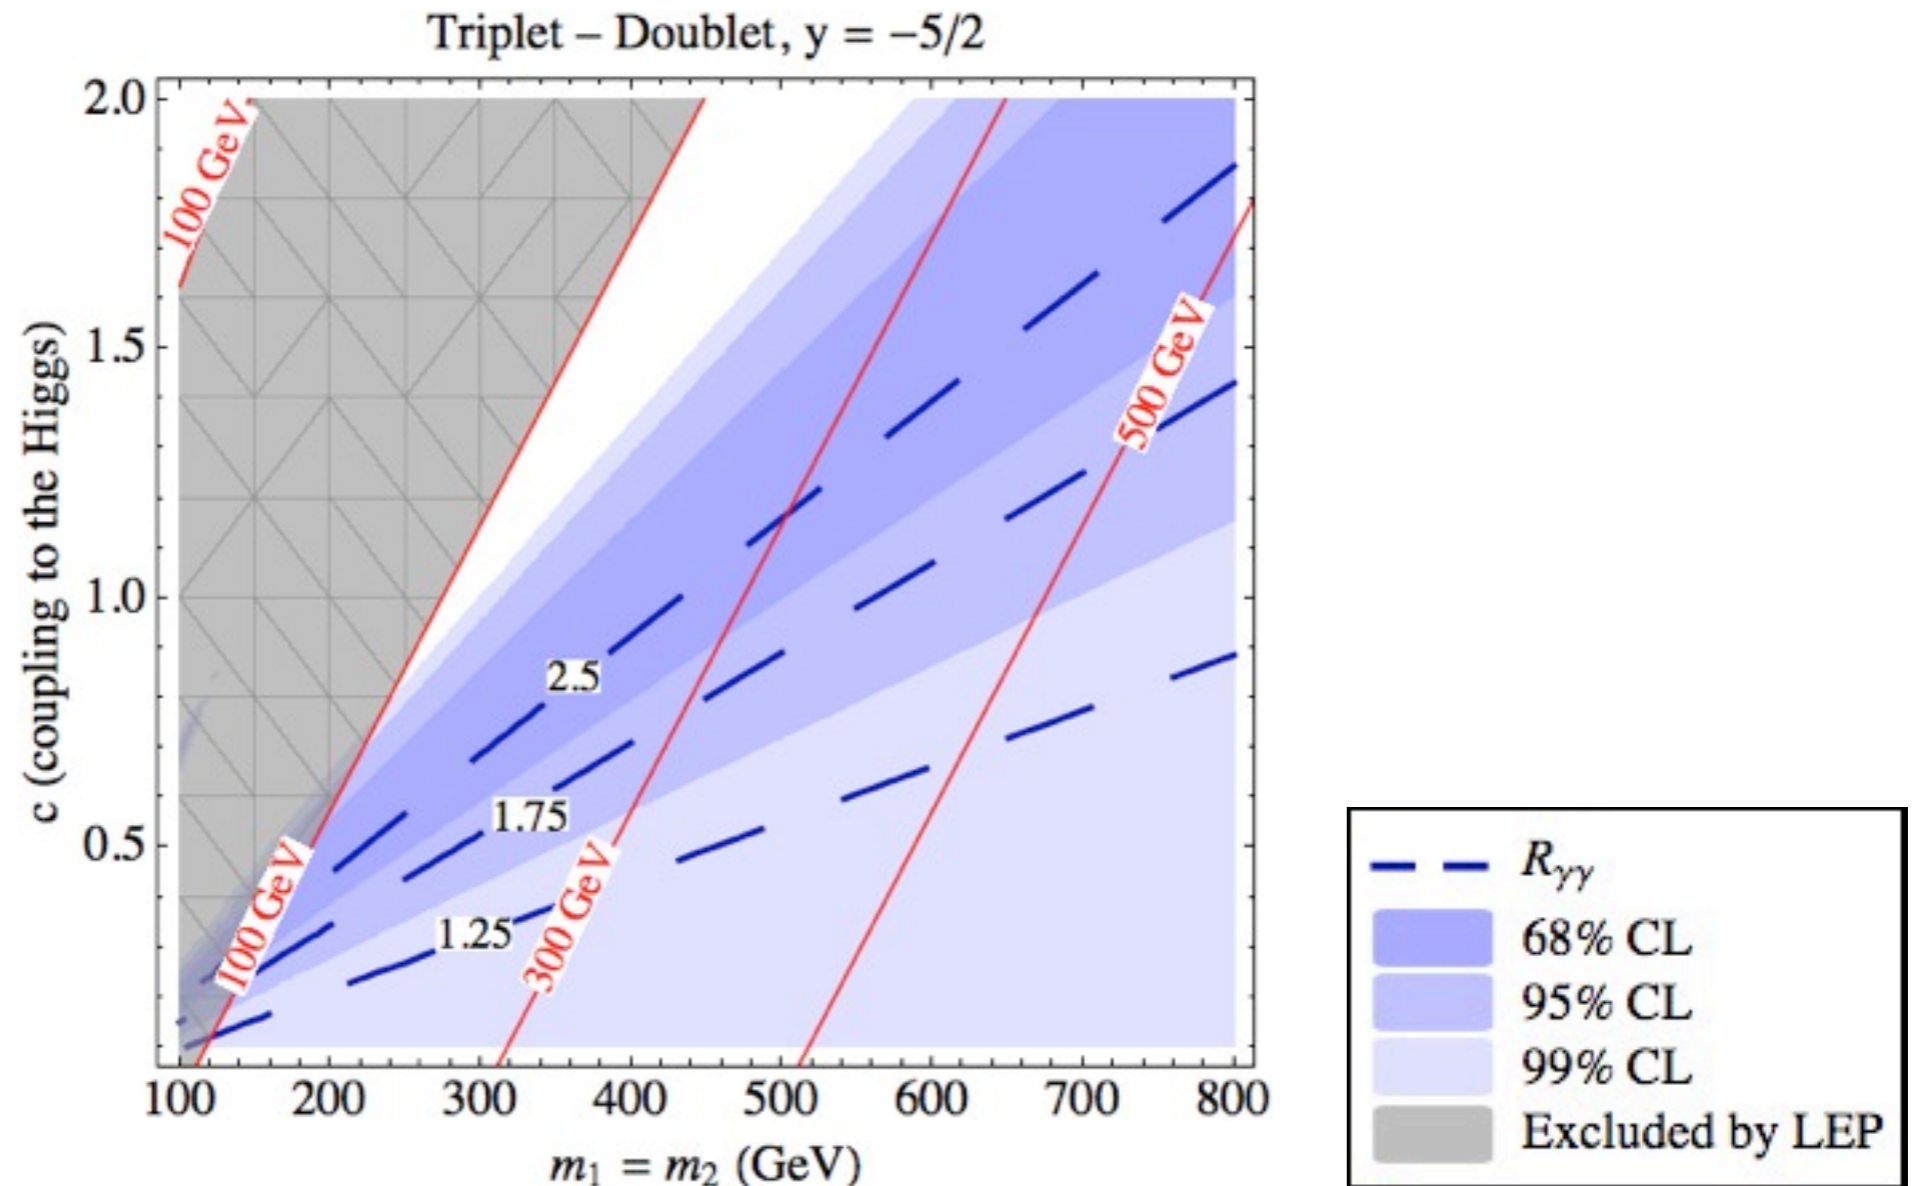 Triplet – Doublet, y = −5/2
c (coupling to the Higgs)
2.0
1.5
1.0
0.5
100 GeV
500 GeV
2.5
1.75
1.25
100 GeV
300 GeV
100 200 300 400 500 600 700 800
m₁ = m₂ (GeV)
Rγγ
68% CL
95% CL
99% CL
Excluded by LEP